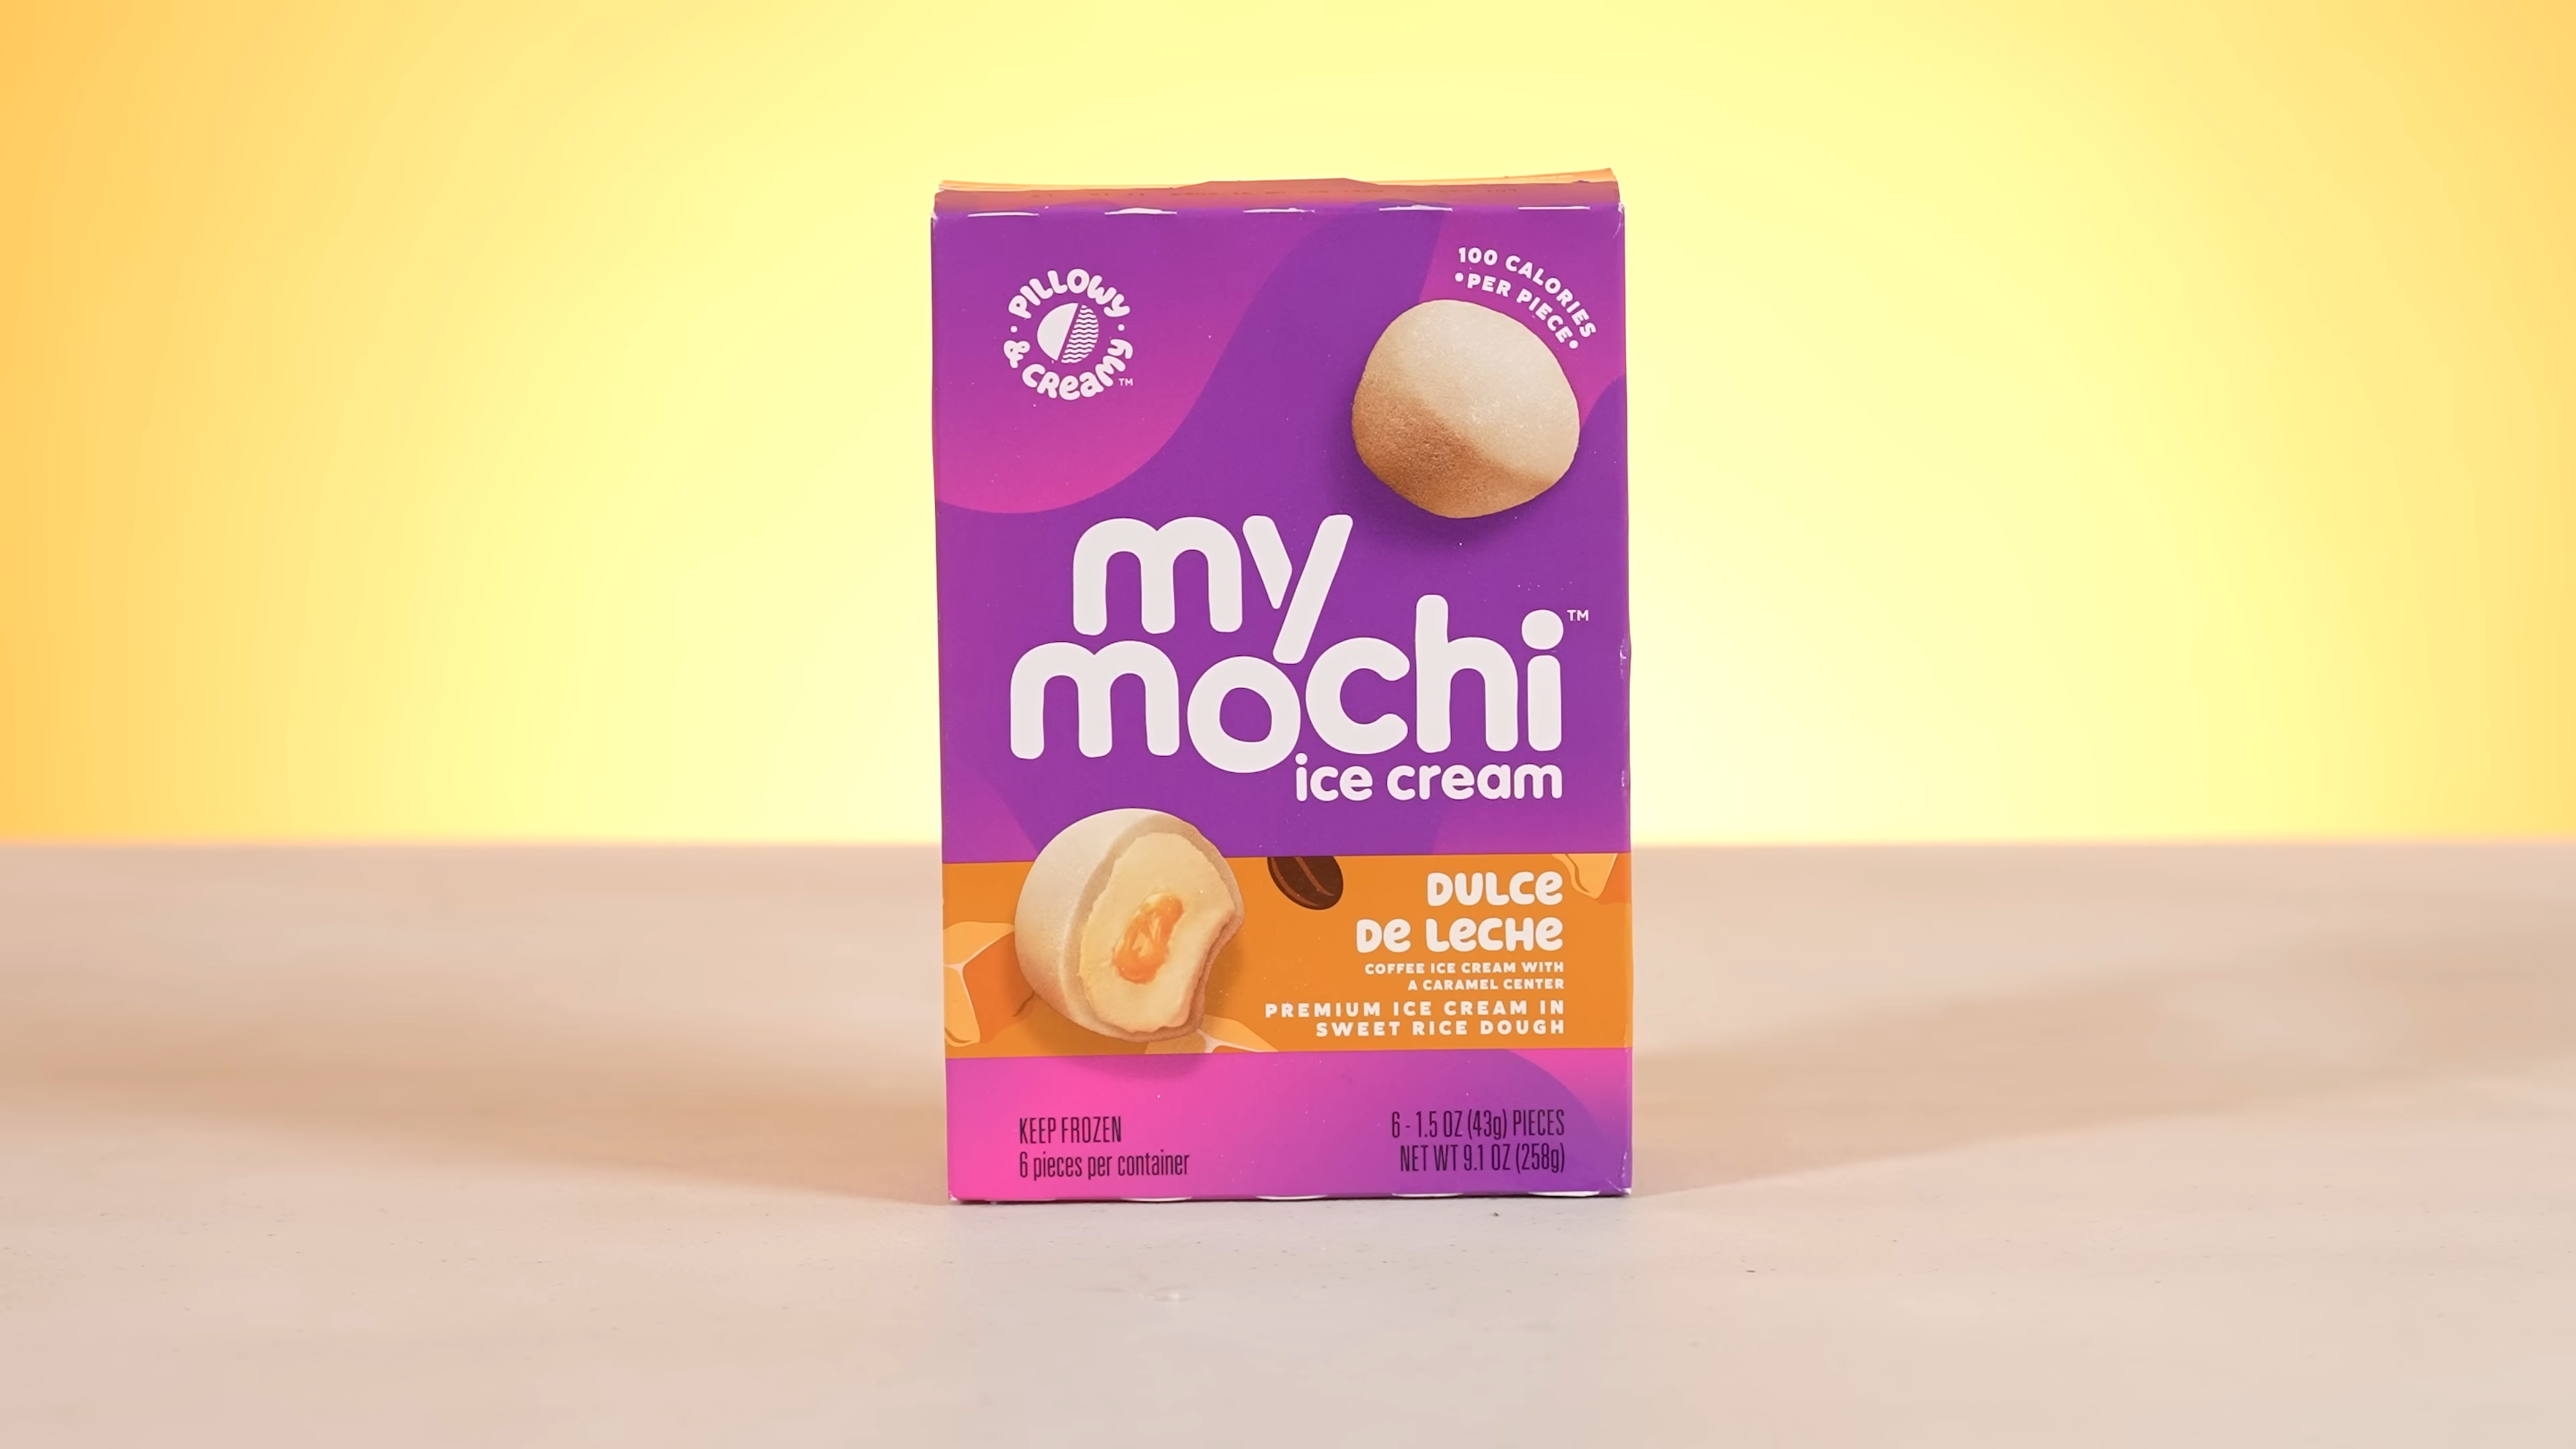 PILLOWY
& CREAMY™
100 CALORIES
•PER PIECE•
my
mochi™
ice cream
DULCE
DE LECHE
COFFEE ICE CREAM WITH
A CARAMEL CENTER
PREMIUM ICE CREAM IN
SWEET RICE DOUGH
KEEP FROZEN
6 pieces per container
6 - 1.5 OZ (43g) PIECES
NET WT 9.1 OZ (258g)